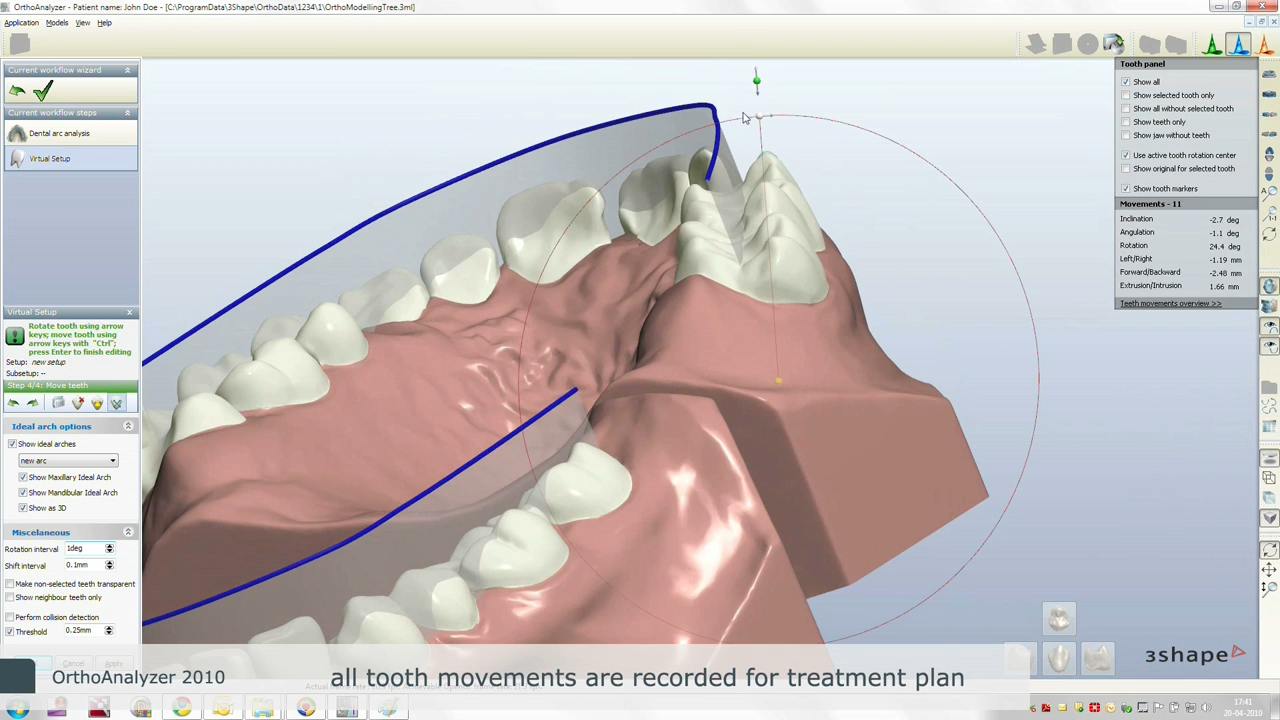 OrthoAnalyzer - Patient name: John Doe - [C:\ProgramData\3Shape\OrthoData\1234\1\OrthoModellingTree.3ml]
Application Models View Help
Current workflow wizard
Current workflow steps
Dental arc analysis
Virtual Setup
Virtual Setup
Rotate tooth using arrow
keys; move tooth using
arrow keys with "Ctrl";
press Enter to finish editing
Setup: new setup
Subsetup: --
Step 4/4: Move teeth
Ideal arch options
Show ideal arches
new arc
Show Maxillary Ideal Arch
Show Mandibular Ideal Arch
Show as 3D
Miscellaneous
Rotation interval 1deg
Shift interval 0.1mm
Make non-selected teeth transparent
Show neighbour teeth only
Perform collision detection
Threshold 0.25mm
Cancel Apply
Tooth panel
Show all
Show selected tooth only
Show all without selected tooth
Show teeth only
Show jaw without teeth
Use active tooth rotation center
Show original for selected tooth
Show tooth markers
Movements - 11
Inclination -2.7 deg
Angulation -1.1 deg
Rotation 24.4 deg
Left/Right -1.19 mm
Forward/Backward -2.48 mm
Extrusion/Intrusion 1.66 mm
Teeth movements overview >>
3shape
OrthoAnalyzer 2010
all tooth movements are recorded for treatment plan
17:41
20-04-2010